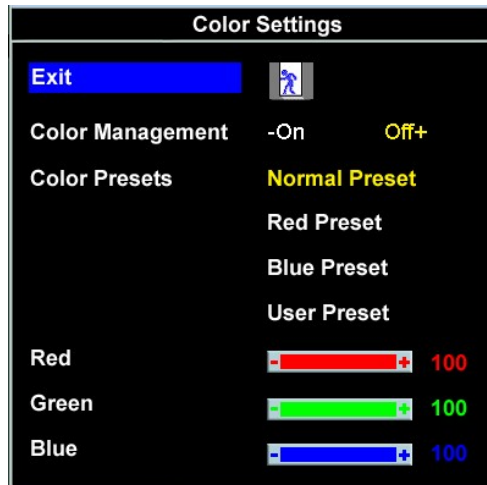 Color Settings
Exit
Color Management -On Off+
Color Presets Normal Preset
Red Preset
Blue Preset
User Preset
Red - + 100
Green - + 100
Blue - + 100